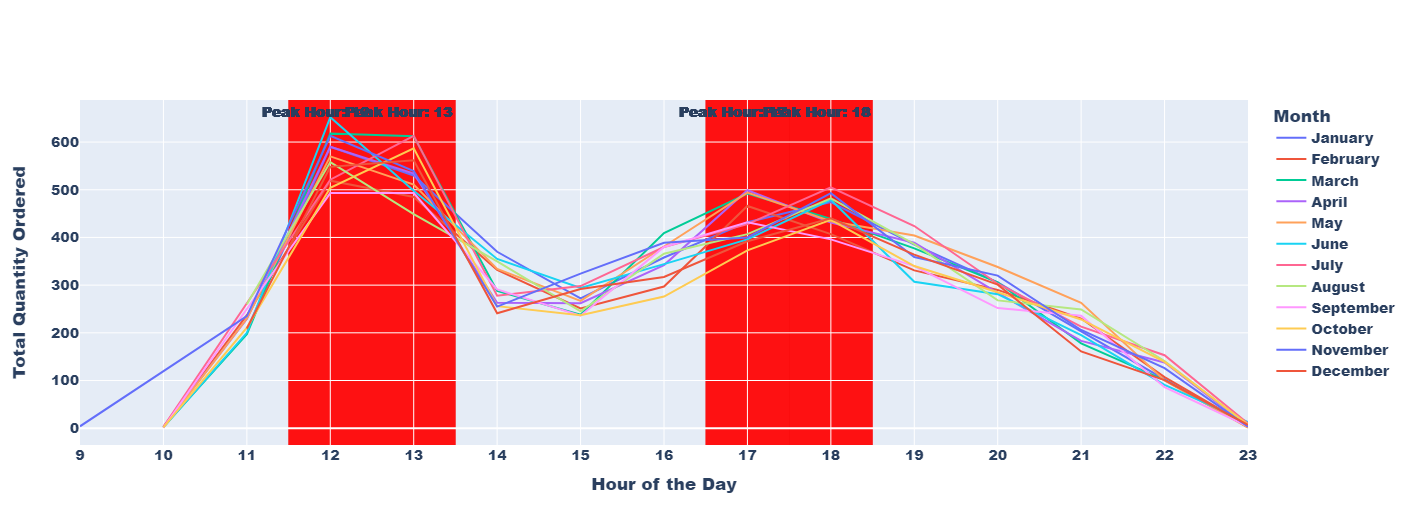 Peak Hour: 13
Peak Hour: 18
Month
January
February
March
April
May
June
July
August
September
October
November
December
Total Quantity Ordered
600
500
400
300
200
100
0
9 10 11 12 13 14 15 16 17 18 19 20 21 22 23
Hour of the Day